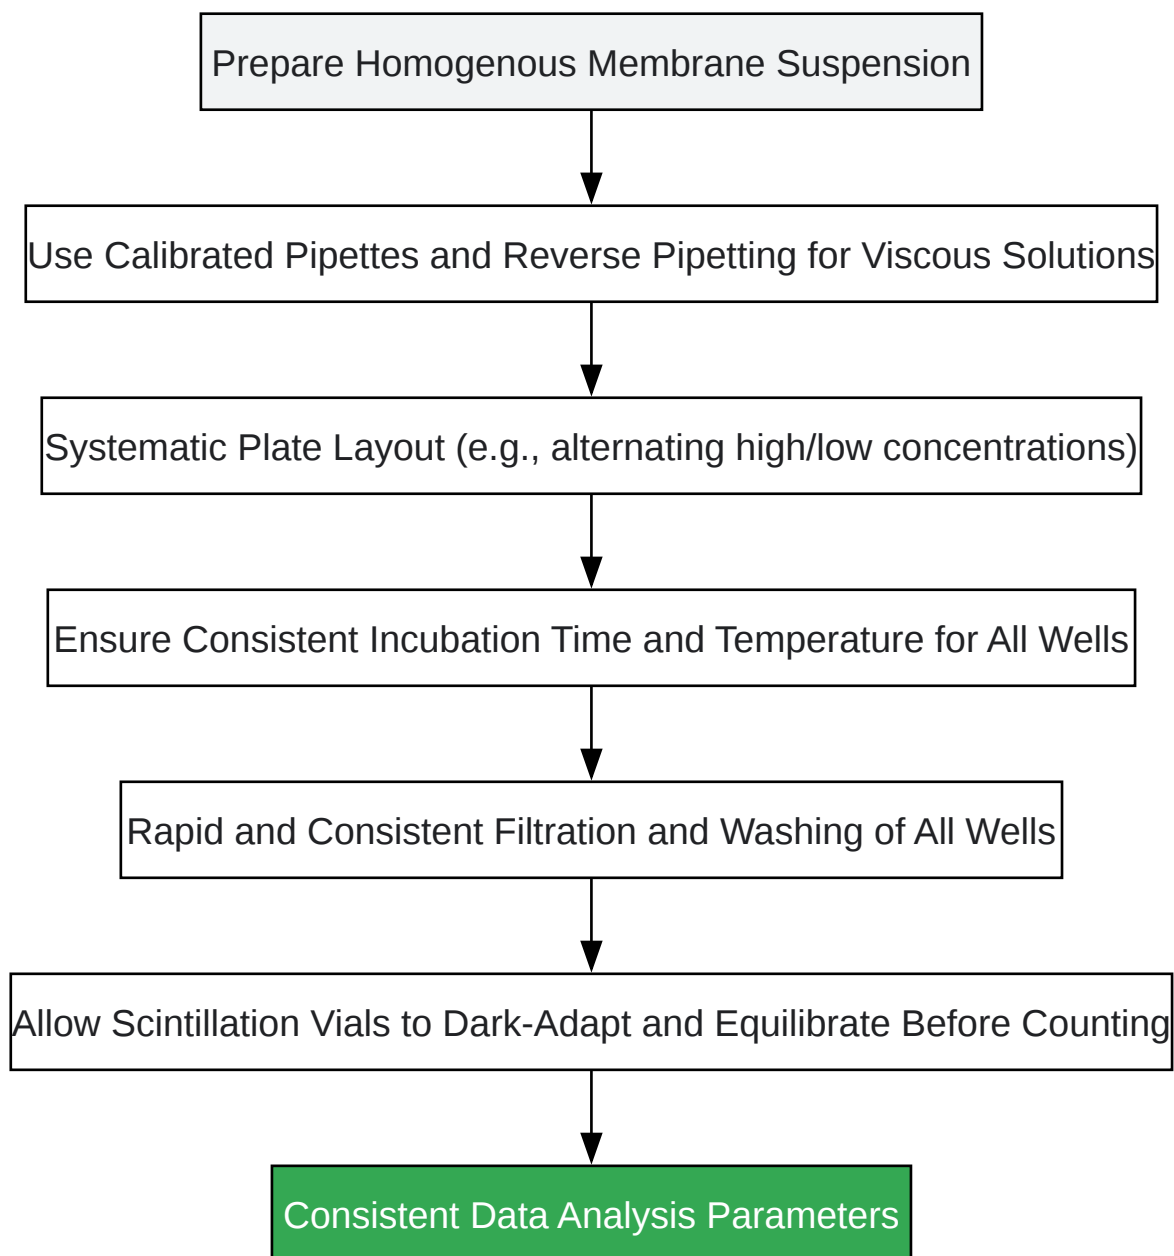 Prepare Homogenous Membrane Suspension
Use Calibrated Pipettes and Reverse Pipetting for Viscous Solutions
Systematic Plate Layout (e.g., alternating high/low concentrations)
Ensure Consistent Incubation Time and Temperature for All Wells
Rapid and Consistent Filtration and Washing of All Wells
Allow Scintillation Vials to Dark-Adapt and Equilibrate Before Counting
Consistent Data Analysis Parameters